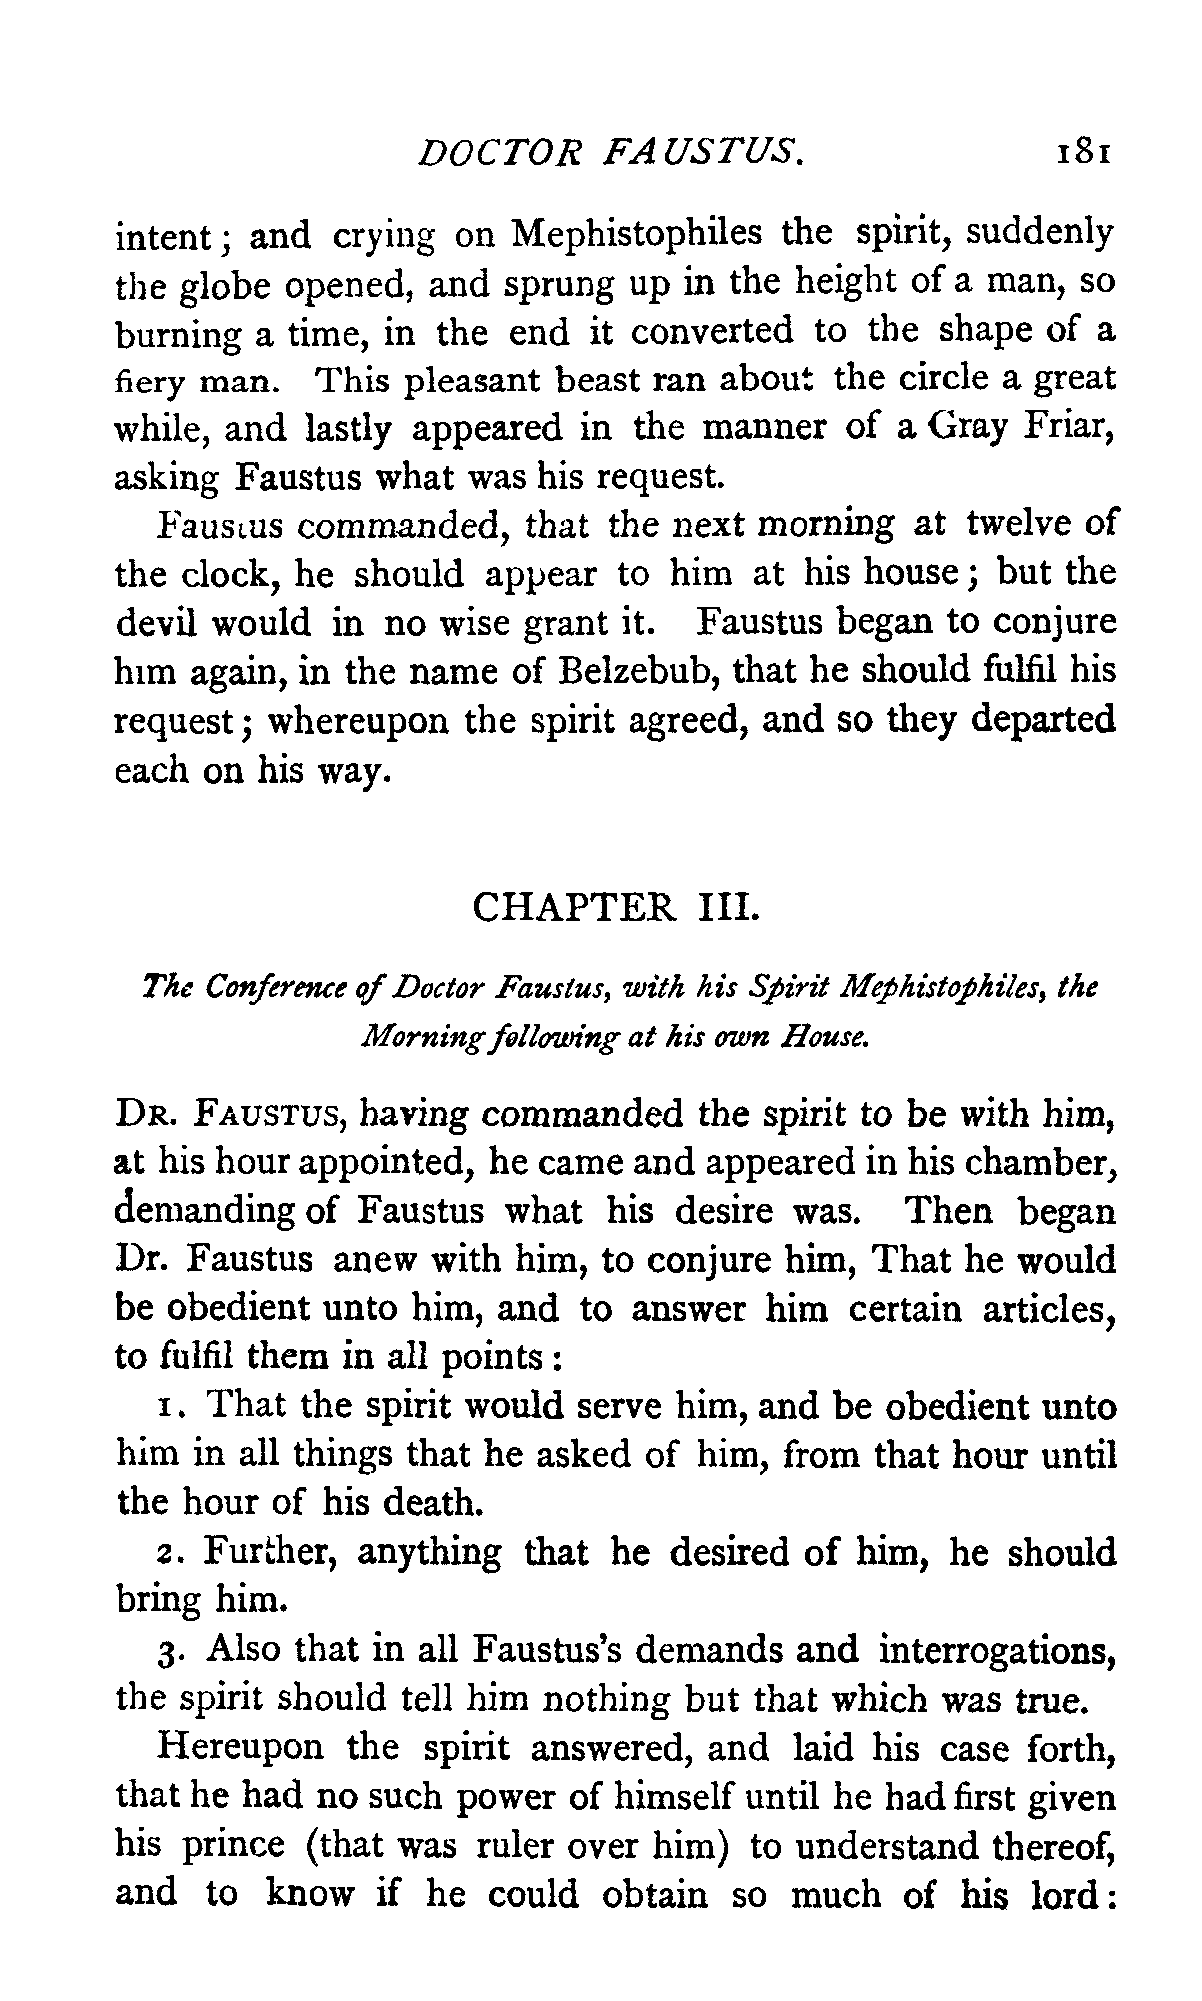 DOCTOR FAUSTUS. 181
intent; and crying on Mephistophiles the spirit, suddenly
the globe opened, and sprung up in the height of a man, so
burning a time, in the end it converted to the shape of a
fiery man. This pleasant beast ran about the circle a great
while, and lastly appeared in the manner of a Gray Friar,
asking Faustus what was his request.
Faustus commanded, that the next morning at twelve of
the clock, he should appear to him at his house; but the
devil would in no wise grant it. Faustus began to conjure
him again, in the name of Belzebub, that he should fulfil his
request; whereupon the spirit agreed, and so they departed
each on his way.
CHAPTER III.
The Conference of Doctor Faustus, with his Spirit Mephistophiles, the
Morning following at his own House.
DR. FAUSTUS, having commanded the spirit to be with him,
at his hour appointed, he came and appeared in his chamber,
demanding of Faustus what his desire was. Then began
Dr. Faustus anew with him, to conjure him, That he would
be obedient unto him, and to answer him certain articles,
to fulfil them in all points:
1. That the spirit would serve him, and be obedient unto
him in all things that he asked of him, from that hour until
the hour of his death.
2. Further, anything that he desired of him, he should
bring him.
3. Also that in all Faustus's demands and interrogations,
the spirit should tell him nothing but that which was true.
Hereupon the spirit answered, and laid his case forth,
that he had no such power of himself until he had first given
his prince (that was ruler over him) to understand thereof,
and to know if he could obtain so much of his lord: